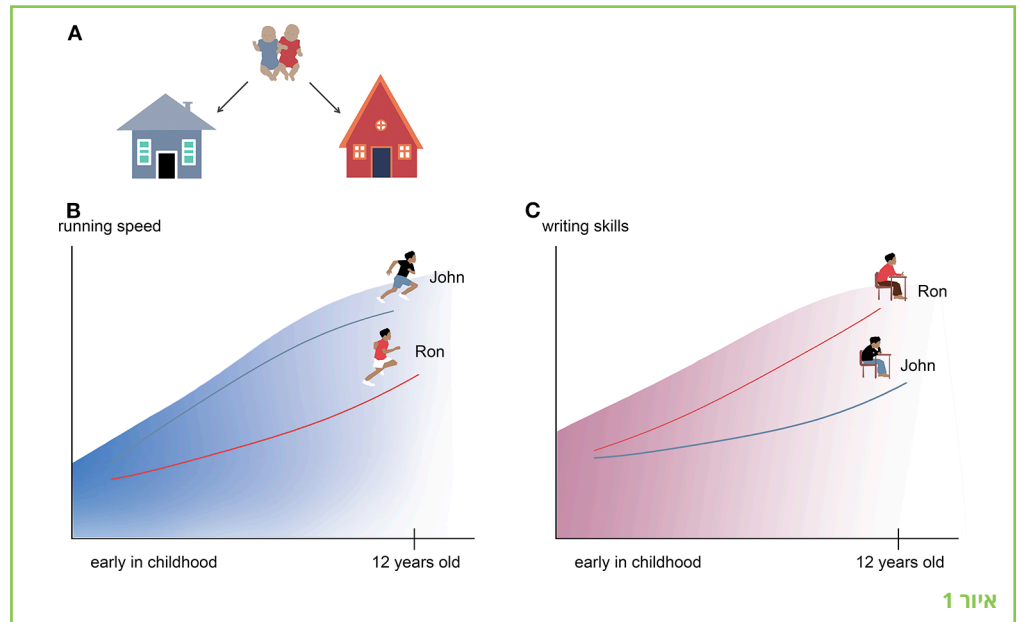 A
B
running speed
John
Ron
early in childhood
12 years old
C
writing skills
Ron
John
early in childhood
12 years old
איור 1